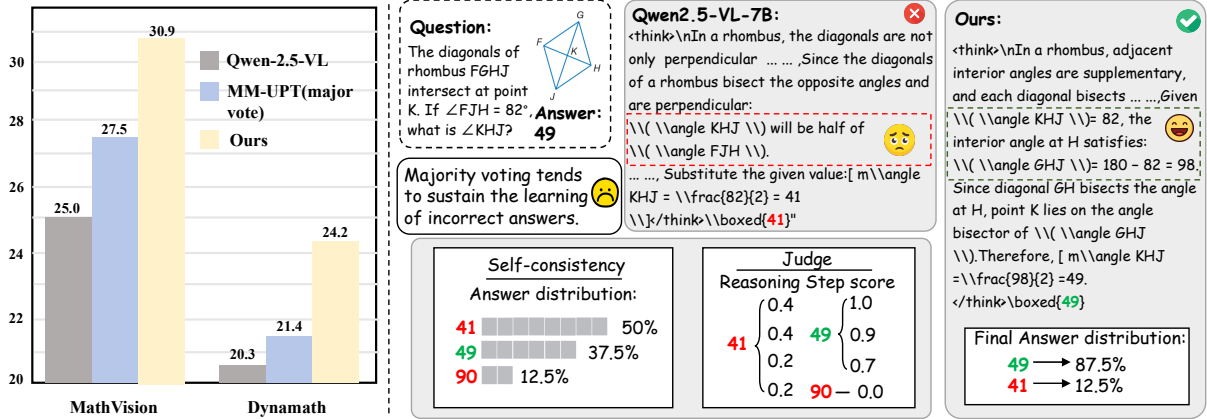 30
28
26
24
22
20
Qwen-2.5-VL
MM-UPT(major
vote)
Ours
25.0
27.5
30.9
20.3
21.4
24.2
MathVision
Dynamath
Question:
The diagonals of
rhombus FGHJ
intersect at point
K. If ∠FJH = 82°,
what is ∠KHJ?
G
F
K
H
J
Answer:
49
Majority voting tends
to sustain the learning
of incorrect answers.
Qwen2.5-VL-7B:
<think>\nIn a rhombus, the diagonals are not
only perpendicular ... ... ,Since the diagonals
of a rhombus bisect the opposite angles and
are perpendicular:
\\( \\angle KHJ \\) will be half of
\\( \\angle FJH \\).
... ..., Substitute the given value:[ m\\angle
KHJ = \\frac{82}{2} = 41
\\]</think>\\boxed{41}"
Self-consistency
Answer distribution:
41 50%
49 37.5%
90 12.5%
Judge
Reasoning Step score
41
0.4
0.4
0.2
0.2
49
1.0
0.9
0.7
90 — 0.0
Ours:
<think>\nIn a rhombus, adjacent
interior angles are supplementary,
and each diagonal bisects ... ...,Given
\\( \\angle KHJ \\)= 82, the
interior angle at H satisfies:
\\( \\angle GHJ \\)= 180 - 82 = 98.
Since diagonal GH bisects the angle
at H, point K lies on the angle
bisector of \\( \\angle GHJ
\\).Therefore, [ m\\angle KHJ
=\\frac{98}{2} =49.
</think>\boxed{49}
Final Answer distribution:
49 → 87.5%
41 → 12.5%